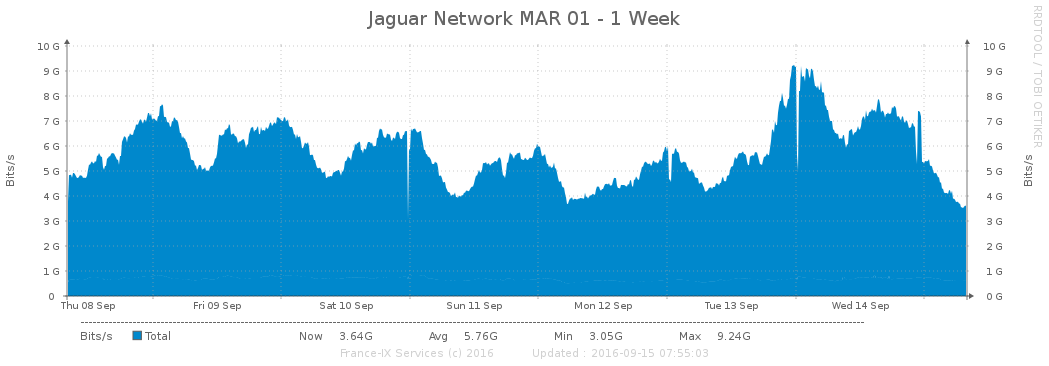 Jaguar Network MAR 01 - 1 Week
RRDTOOL / TOBI OETIKER
Bits/s
10 G 10 G
9 G 9 G
8 G 8 G
7 G 7 G
6 G 6 G
5 G 5 G
4 G 4 G
3 G 3 G
2 G 2 G
1 G 1 G
0 0 G
Bits/s
Thu 08 Sep Fri 09 Sep Sat 10 Sep Sun 11 Sep Mon 12 Sep Tue 13 Sep Wed 14 Sep
Bits/s Total Now 3.64G Avg 5.76G Min 3.05G Max 9.24G
France-IX Services (c) 2016 Updated : 2016-09-15 07:55:03